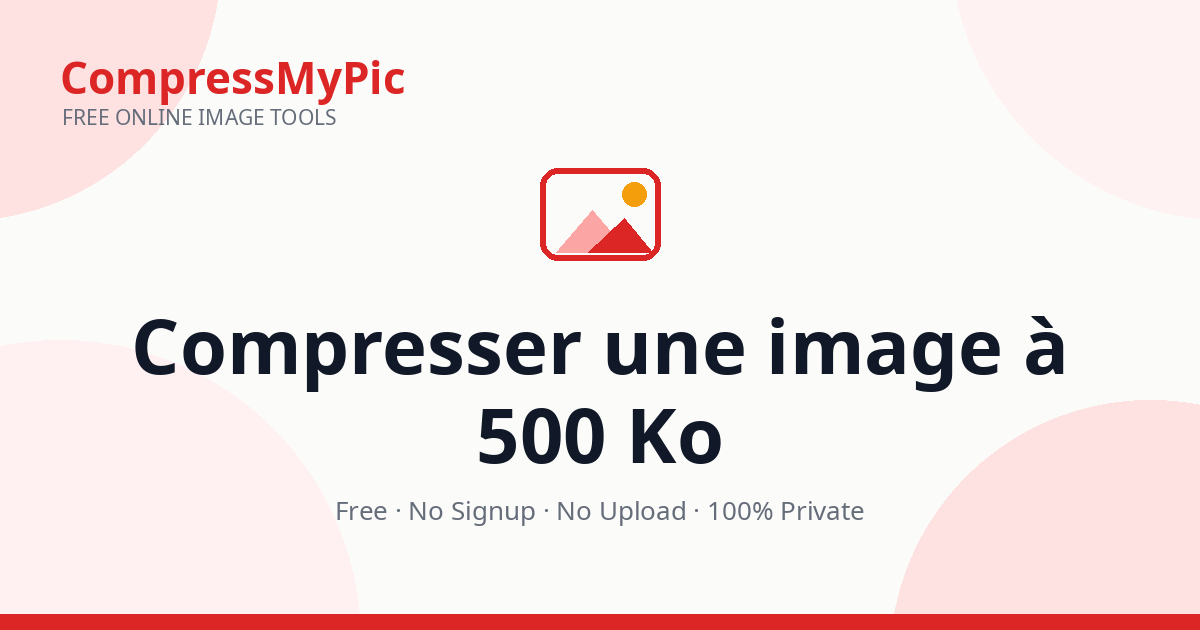 CompressMyPic
FREE ONLINE IMAGE TOOLS
Compresser une image à
500 Ko
Free · No Signup · No Upload · 100% Private